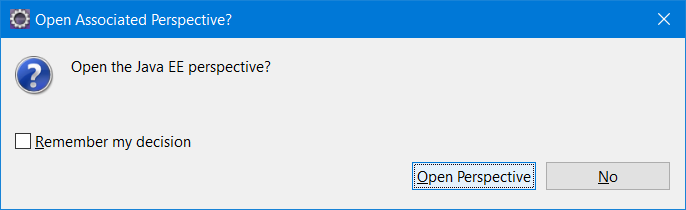 Open Associated Perspective?
Open the Java EE perspective?
Remember my decision
Open Perspective
No